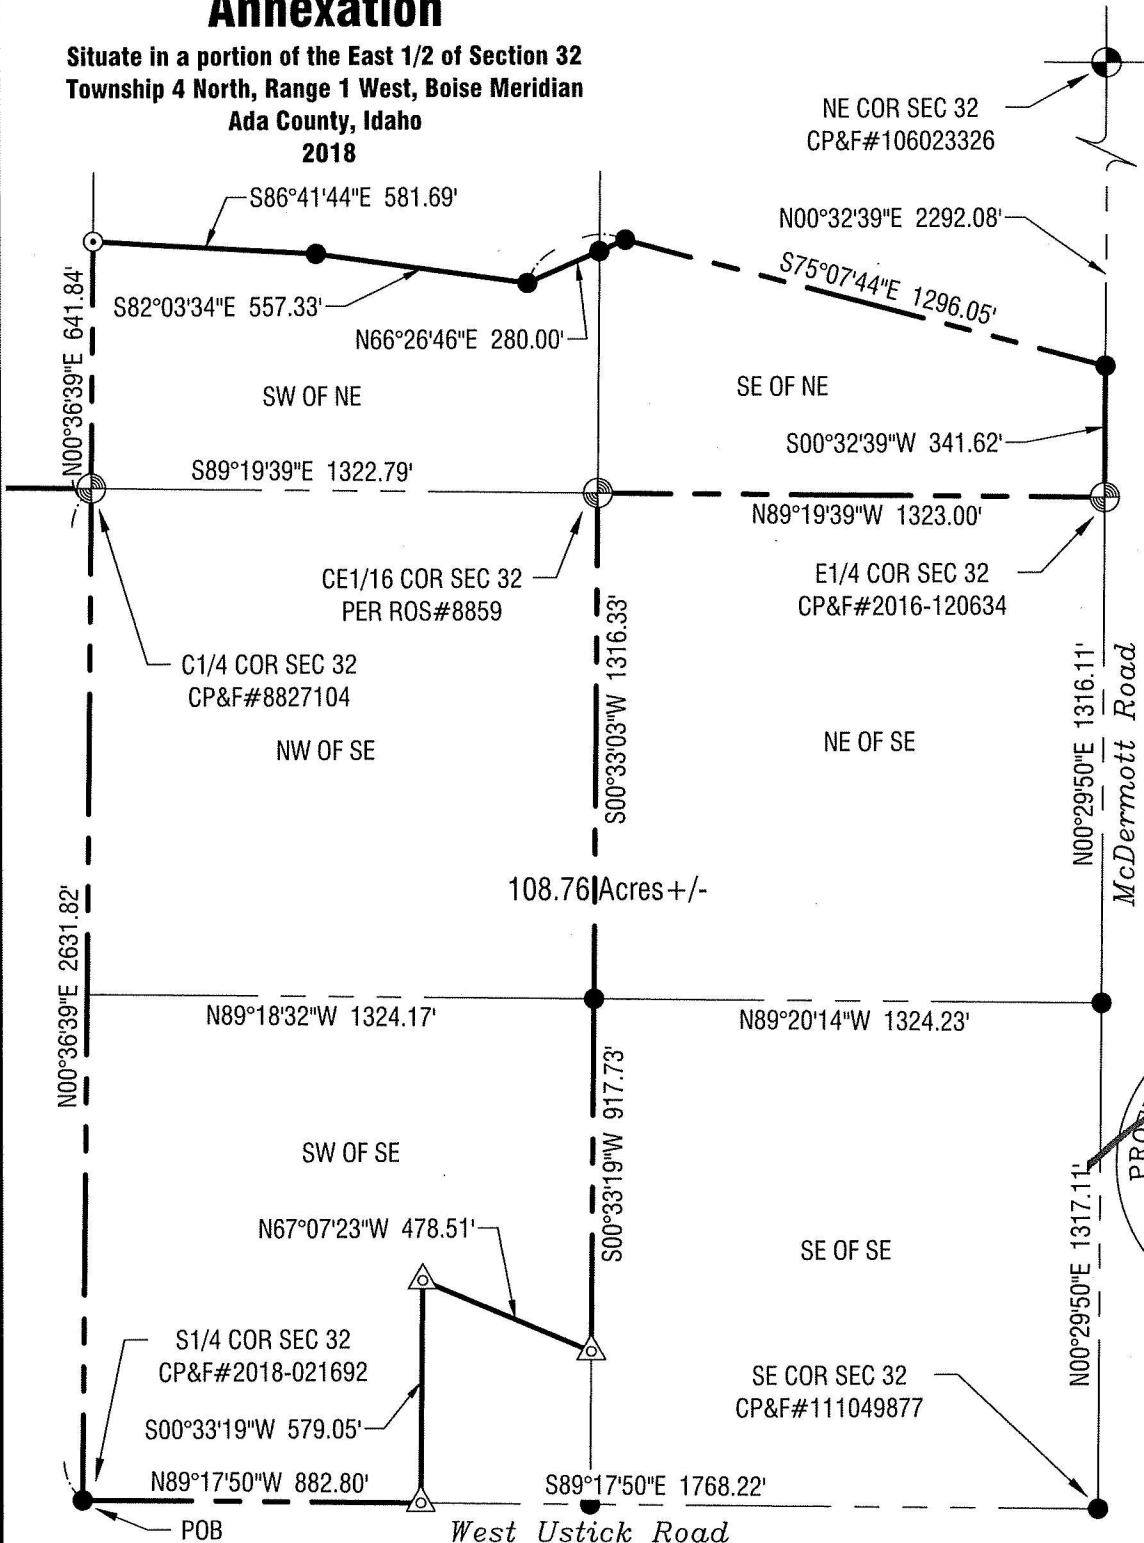 Annexation
Situate in a portion of the East 1/2 of Section 32
Township 4 North, Range 1 West, Boise Meridian
Ada County, Idaho
2018
NE COR SEC 32
CP&F#106023326
S86°41'44"E 581.69'
N00°32'39"E 2292.08'
S75°07'44"E 1296.05'
S82°03'34"E 557.33'
N66°26'46"E 280.00'
N00°36'39"E 641.84'
SW OF NE
SE OF NE
S00°32'39"W 341.62'
S89°19'39"E 1322.79'
N89°19'39"W 1323.00'
CE1/16 COR SEC 32
PER ROS#8859
E1/4 COR SEC 32
CP&F#2016-120634
C1/4 COR SEC 32
CP&F#8827104
S00°33'03"W 1316.33'
N00°29'50"E 1316.11'
McDermott Road
NW OF SE
NE OF SE
108.76 Acres+/-
N00°36'39"E 2631.82'
N89°18'32"W 1324.17'
N89°20'14"W 1324.23'
S00°33'19"W 917.73'
SW OF SE
N67°07'23"W 478.51'
SE OF SE
N00°29'50"E 1317.11'
S1/4 COR SEC 32
CP&F#2018-021692
SE COR SEC 32
CP&F#111049877
S00°33'19"W 579.05'
N89°17'50"W 882.80'
S89°17'50"E 1768.22'
POB
West Ustick Road